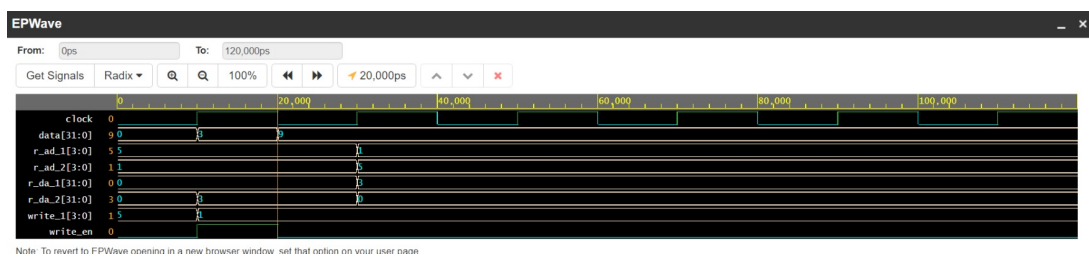 EPWave
From: 0ps To: 120,000ps
Get Signals Radix 100% 20,000ps
0 20,000 40,000 60,000 80,000 100,000
clock 0
data[31:0] 9 0 3 9
r_ad_1[3:0] 5 5 1
r_ad_2[3:0] 1 1 5
r_da_1[31:0] 0 0 3
r_da_2[31:0] 3 0 3 0
write_1[3:0] 1 5 1
write_en 0
Note: To revert to EPWave opening in a new browser window, set that option on your user page.